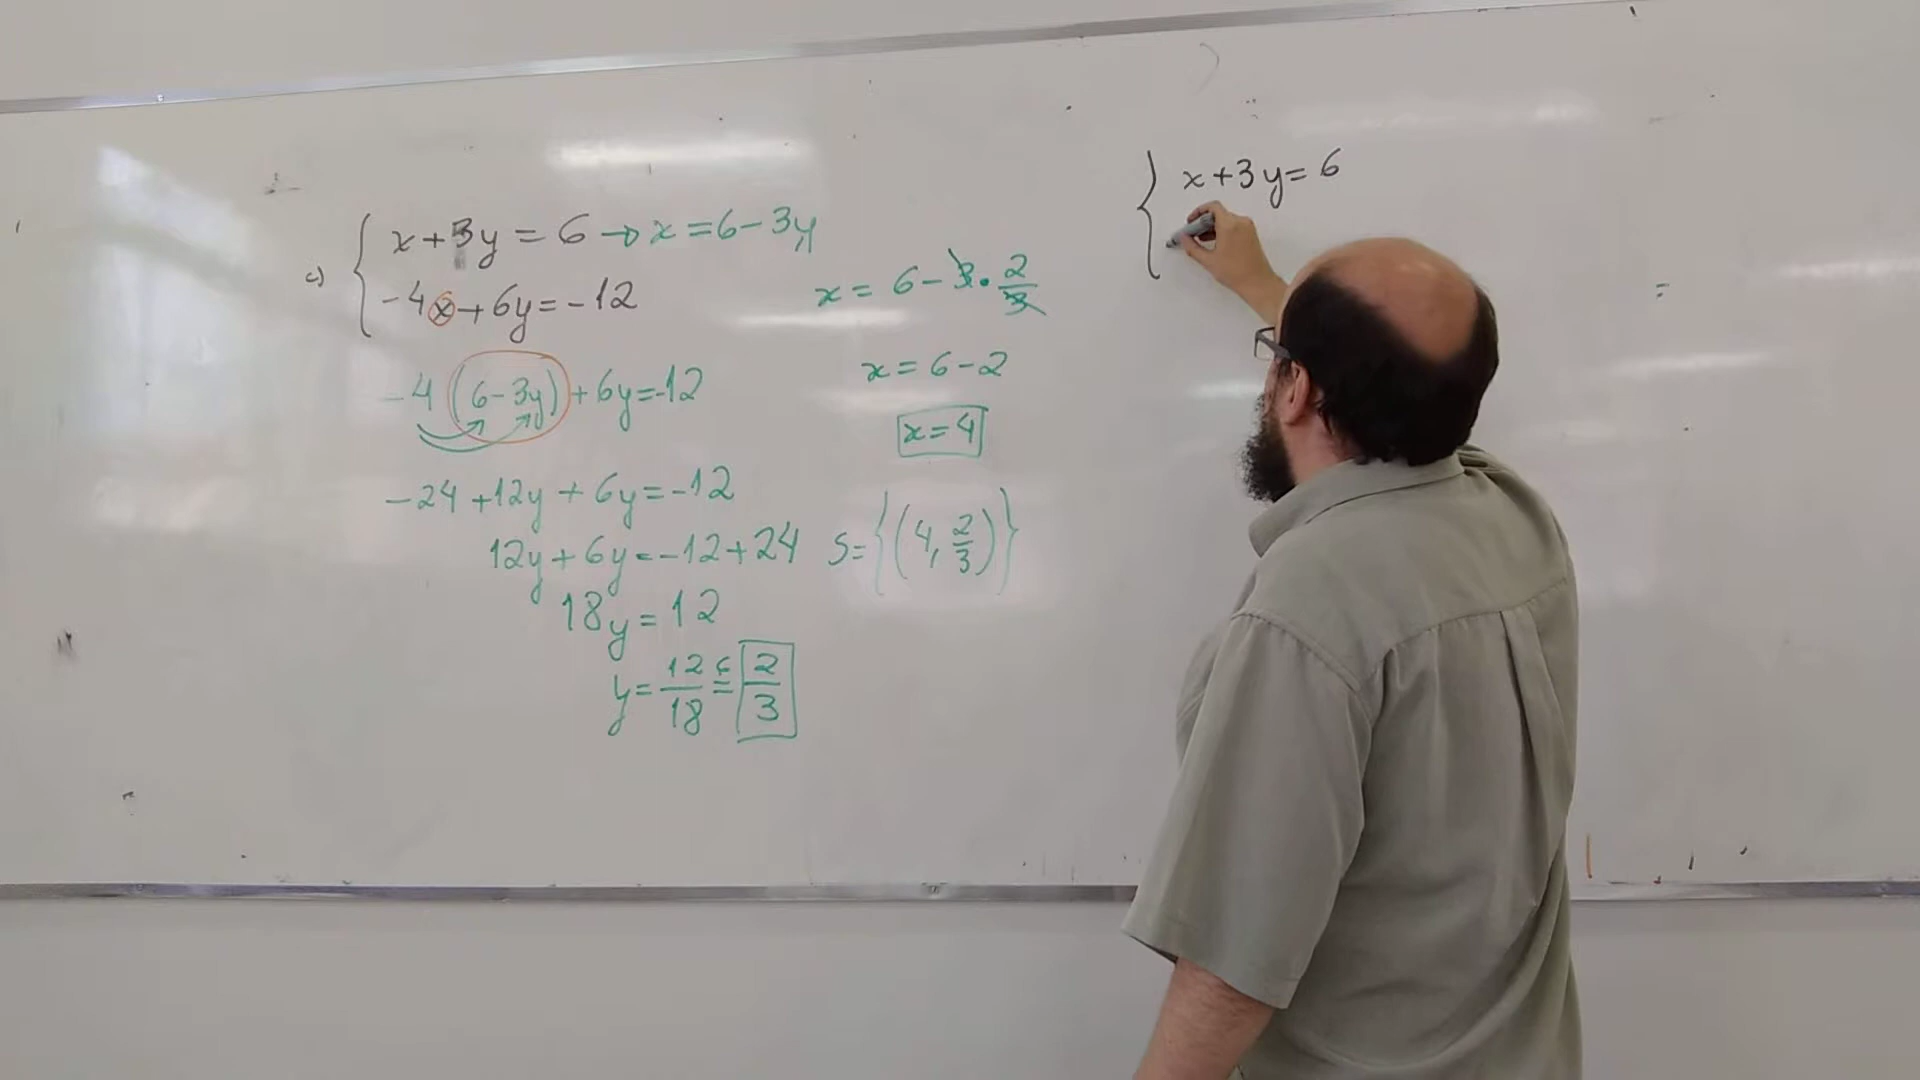 c) { x+3y = 6 → x = 6-3y
-4x+6y=-12
-4(6-3y)+6y=-12
-24+12y+6y=-12
12y+6y=-12+24
18y=12
y=12/18=2/3
x=6-3·2/3
x=6-2
x=4
S={(4, 2/3)}
{ x+3y=6